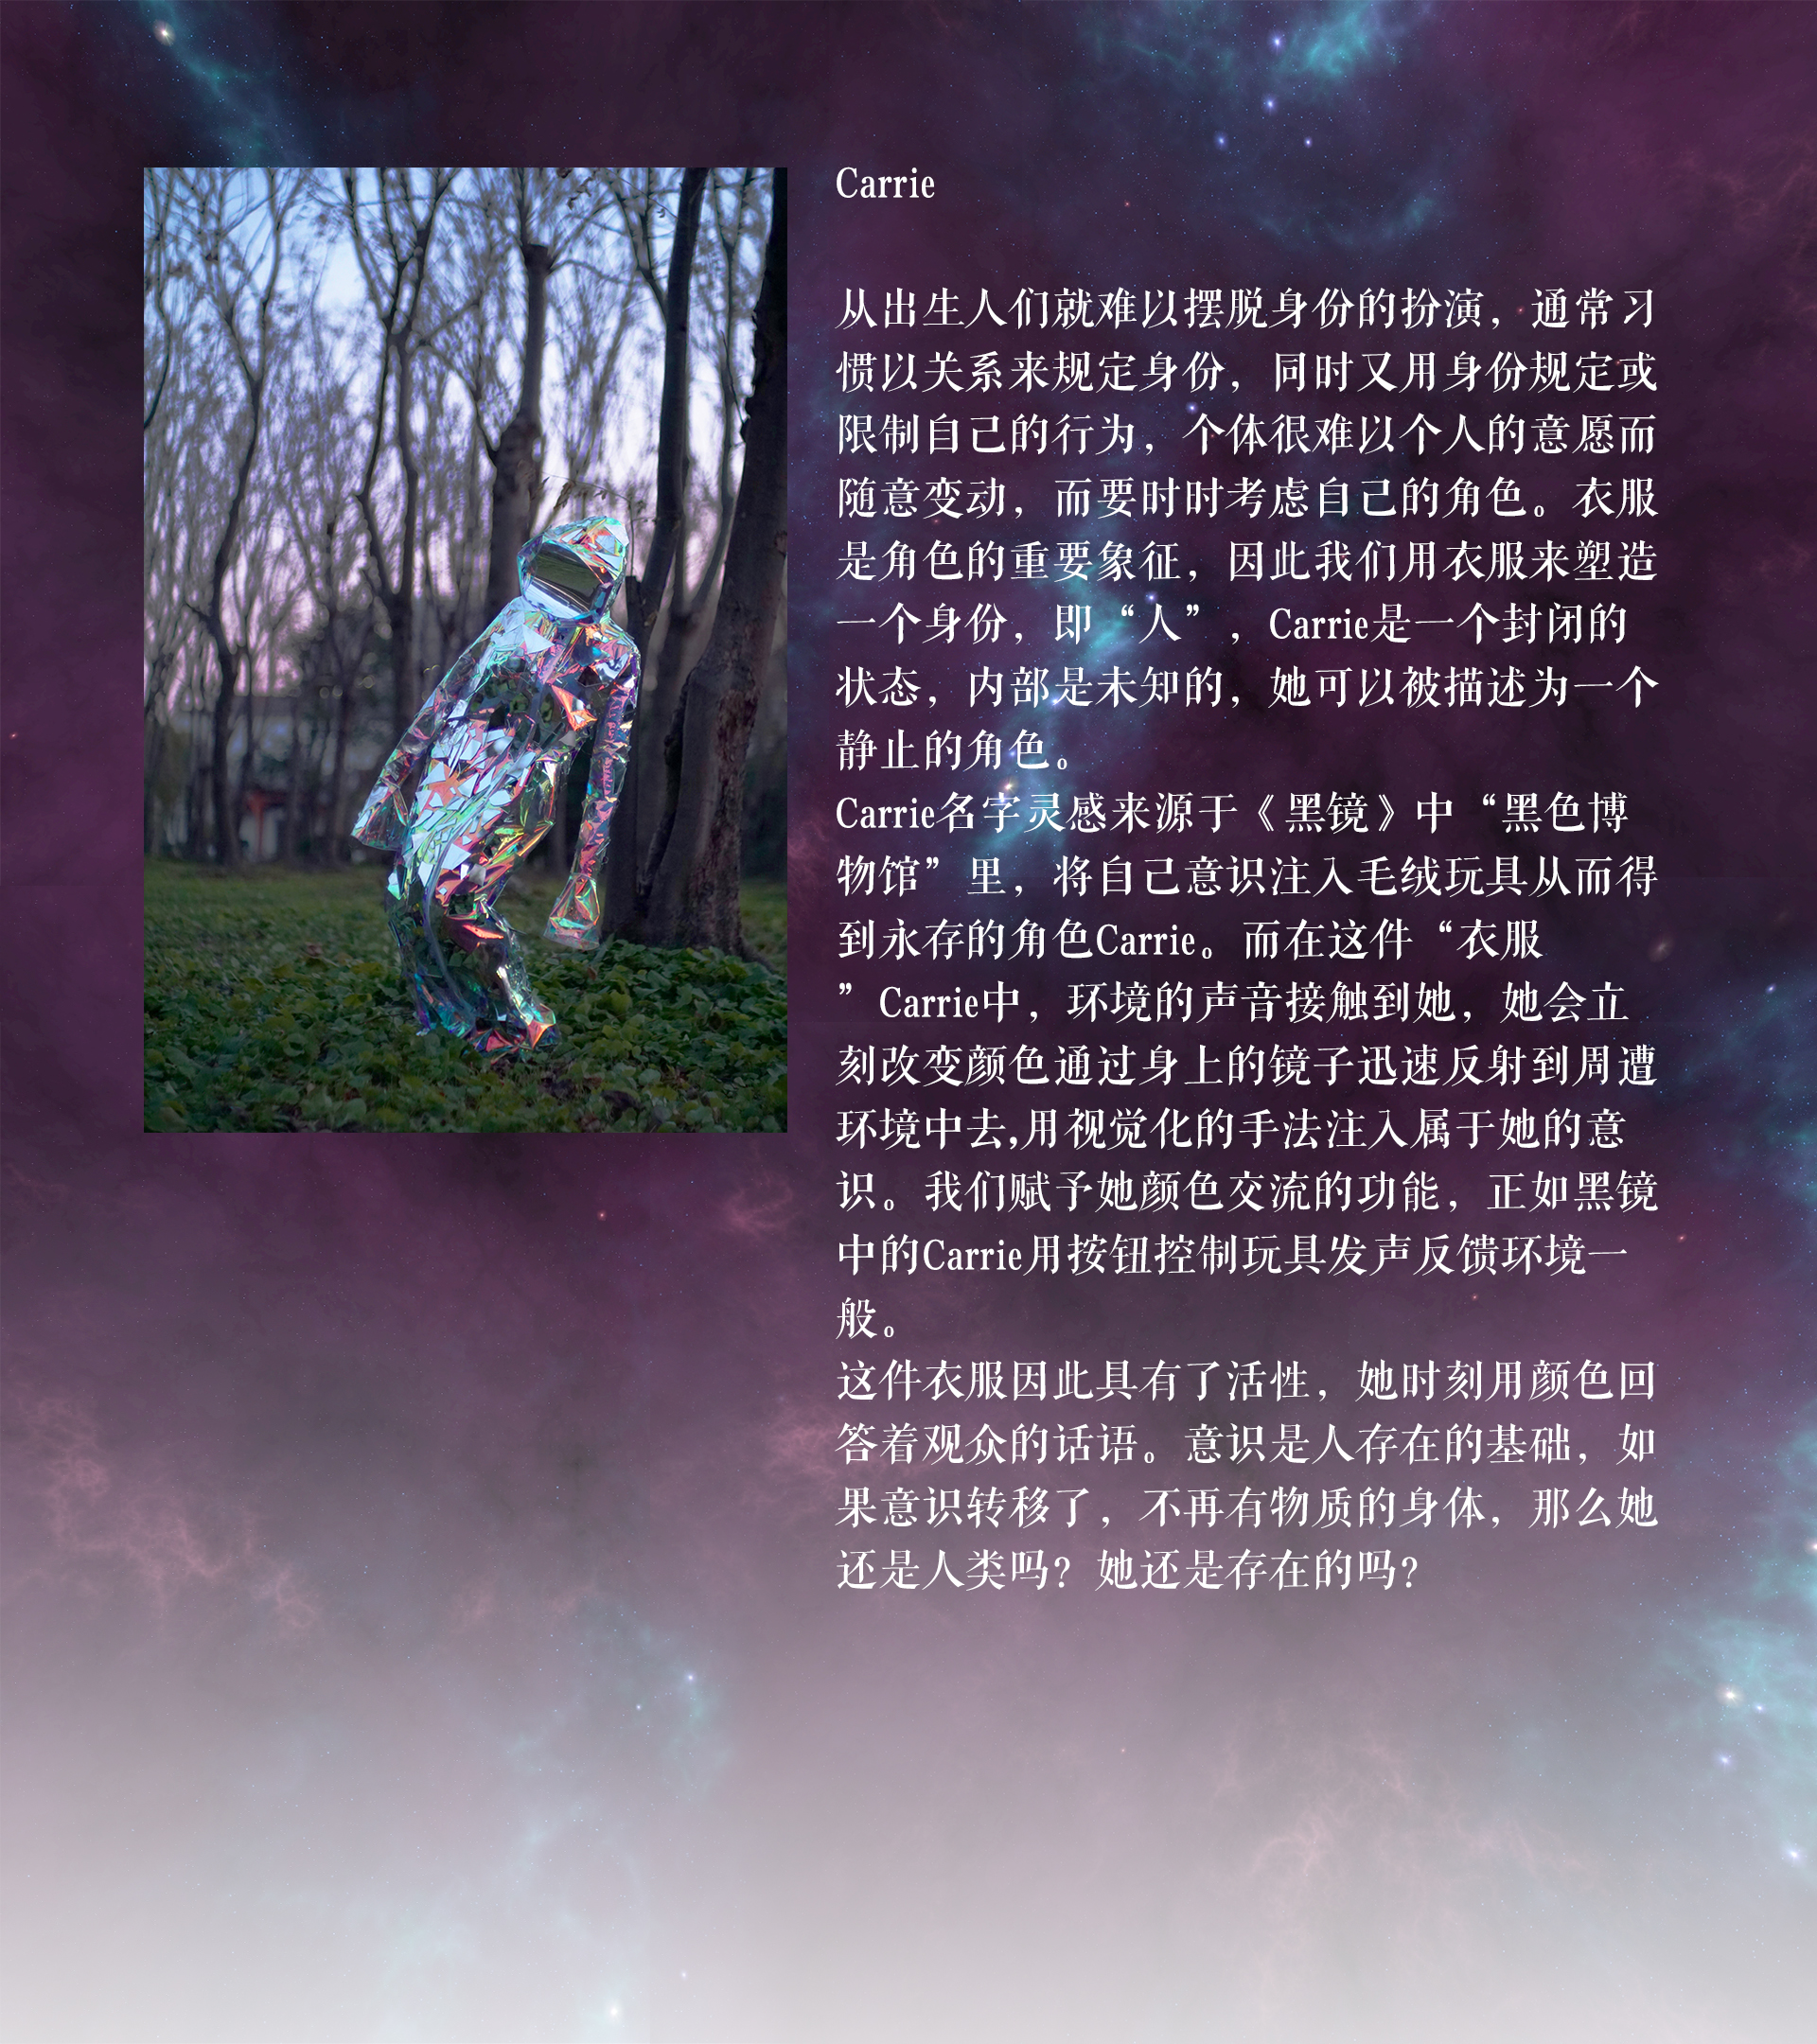 Carrie
从出生人们就难以摆脱身份的扮演，通常习
惯以关系来规定身份，同时又用身份规定或
限制自己的行为，个体很难以个人的意愿而
随意变动，而要时时考虑自己的角色。衣服
是角色的重要象征，因此我们用衣服来塑造
一个身份，即“人”，Carrie是一个封闭的
状态，内部是未知的，她可以被描述为一个
静止的角色。
Carrie名字灵感来源于《黑镜》中“黑色博
物馆”里，将自己意识注入毛绒玩具从而得
到永存的角色Carrie。而在这件“衣服
”Carrie中，环境的声音接触到她，她会立
刻改变颜色通过身上的镜子迅速反射到周遭
环境中去,用视觉化的手法注入属于她的意
识。我们赋予她颜色交流的功能，正如黑镜
中的Carrie用按钮控制玩具发声反馈环境一
般。
这件衣服因此具有了活性，她时刻用颜色回
答着观众的话语。意识是人存在的基础，如
果意识转移了，不再有物质的身体，那么她
还是人类吗？她还是存在的吗？